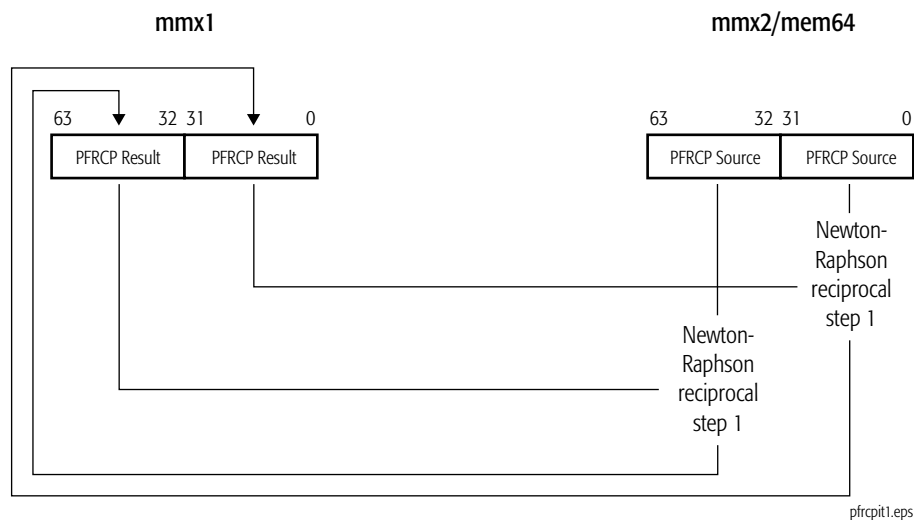 mmx1
mmx2/mem64
63 32 31 0
63 32 31 0
PFRCP Result PFRCP Result
PFRCP Source PFRCP Source
Newton-
Raphson
reciprocal
step 1
Newton-
Raphson
reciprocal
step 1
pfrcpit1.eps